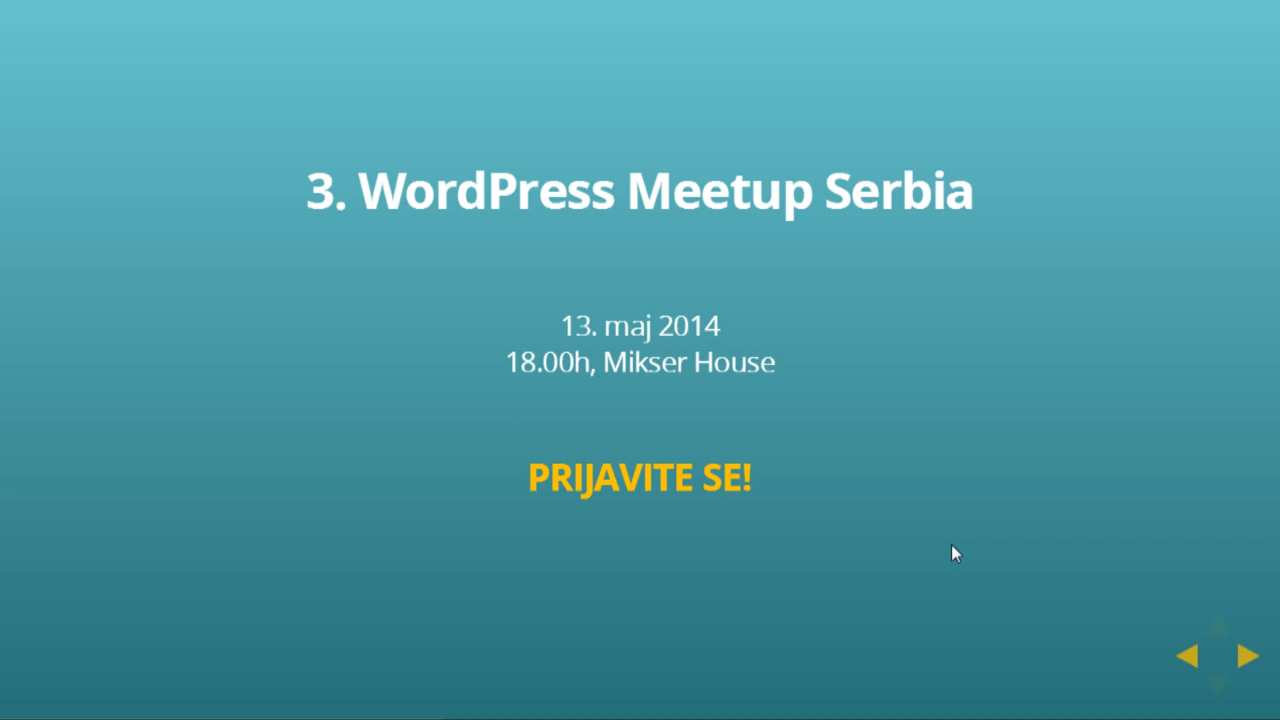 3. WordPress Meetup Serbia
13. maj 2014
18.00h, Mikser House
PRIJAVITE SE!